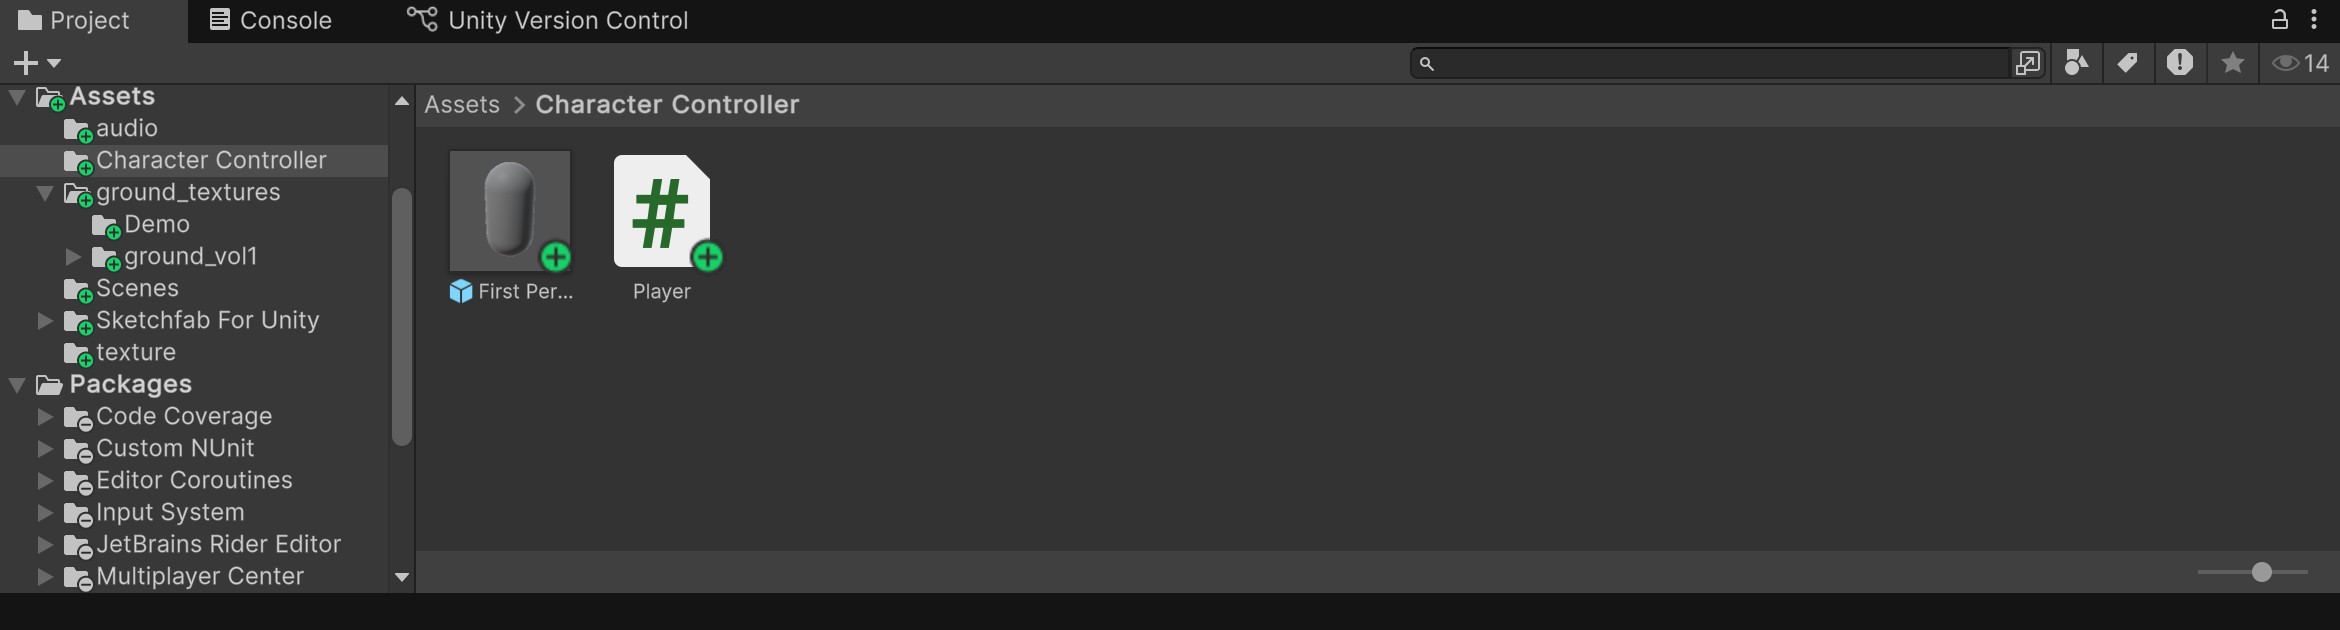 Project
Console
Unity Version Control
14
Assets
audio
Character Controller
ground_textures
Demo
ground_vol1
Scenes
Sketchfab For Unity
texture
Packages
Code Coverage
Custom NUnit
Editor Coroutines
Input System
JetBrains Rider Editor
Multiplayer Center
Assets > Character Controller
#
First Per...
Player